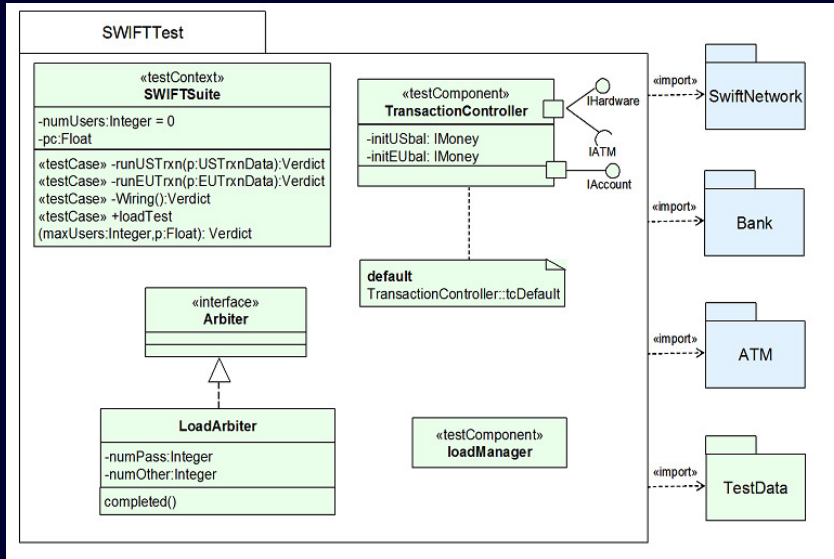 SWIFTTest
«testContext»
SWIFTSuite
-numUsers:Integer = 0
-pc:Float
«testCase» -runUSTrxn(p:USTrxnData):Verdict
«testCase» -runEUTrxn(p:EUTrxnData):Verdict
«testCase» -Wiring():Verdict
«testCase» +loadTest
(maxUsers:Integer,p:Float): Verdict
«testComponent»
TransactionController
-initUSbal: IMoney
-initEUbal: IMoney
IHardware
IATM
IAccount
default
TransactionController::tcDefault
«interface»
Arbiter
LoadArbiter
-numPass:Integer
-numOther:Integer
completed()
«testComponent»
loadManager
«import»
SwiftNetwork
«import»
Bank
«import»
ATM
«import»
TestData